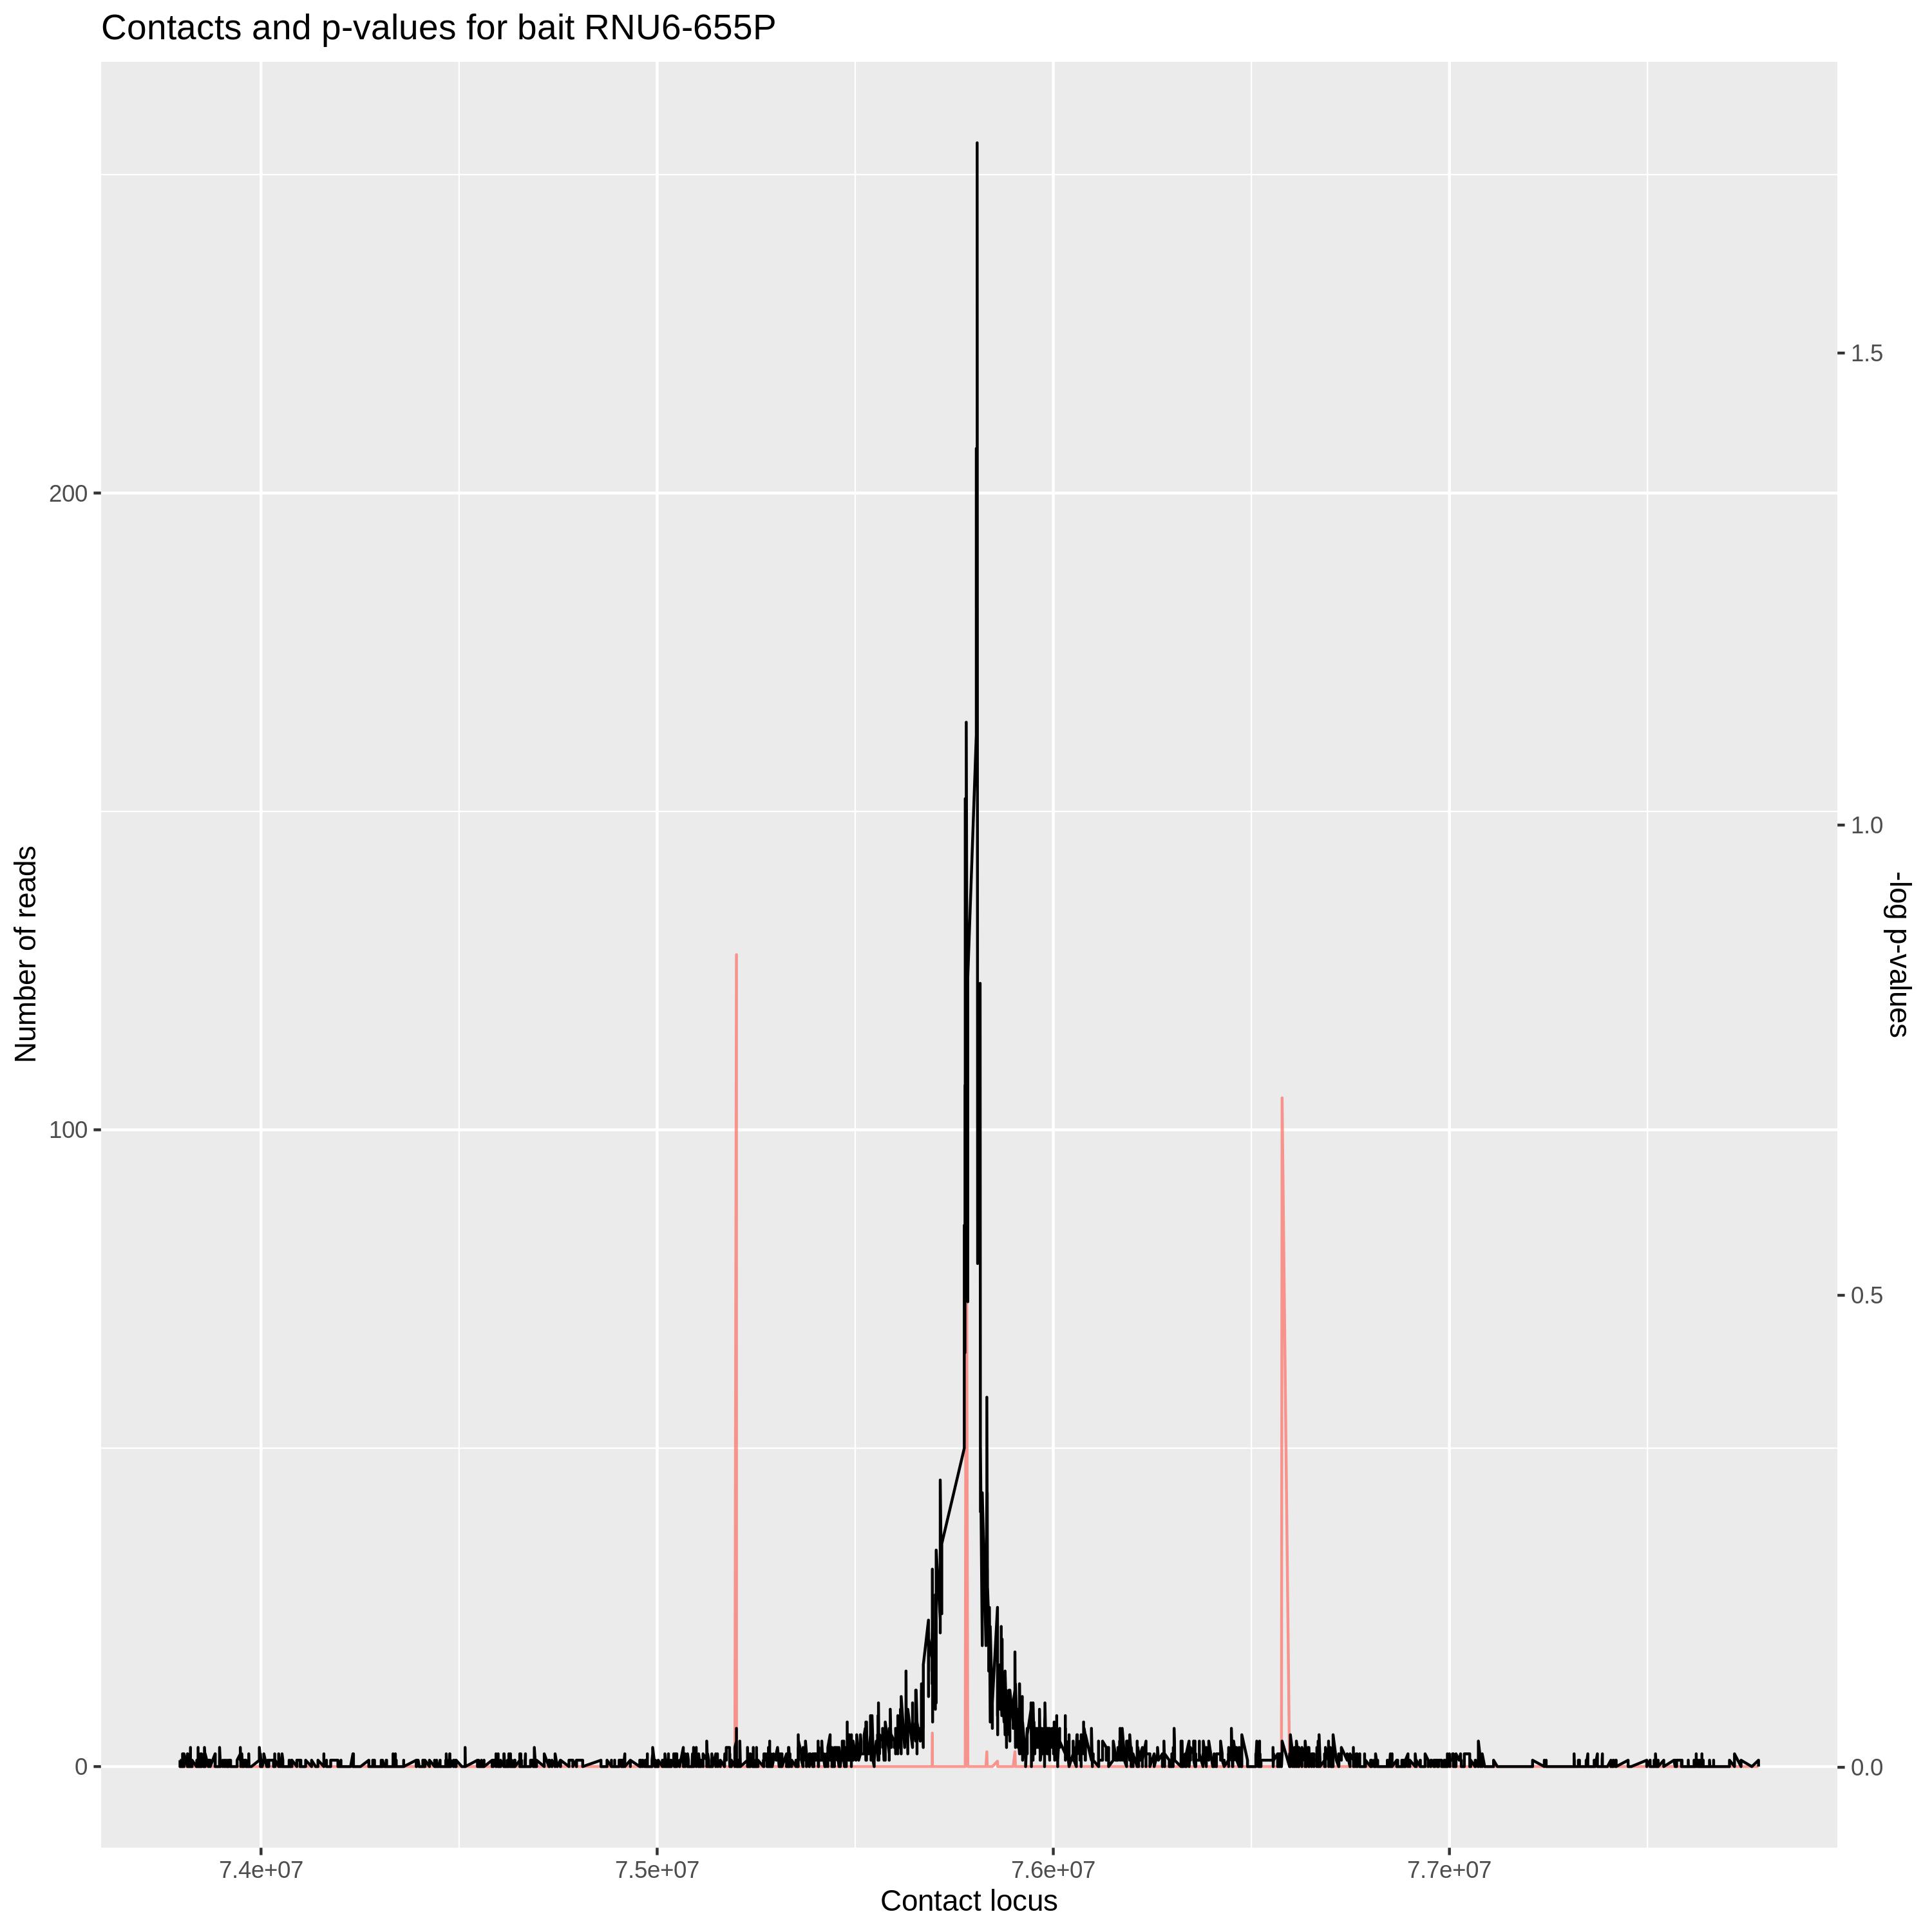 Contacts and p-values for bait RNU6-655P
200
100
0
Number of reads
1.5
1.0
0.5
0.0
-log p-values
7.4e+07 7.5e+07 7.6e+07 7.7e+07
Contact locus